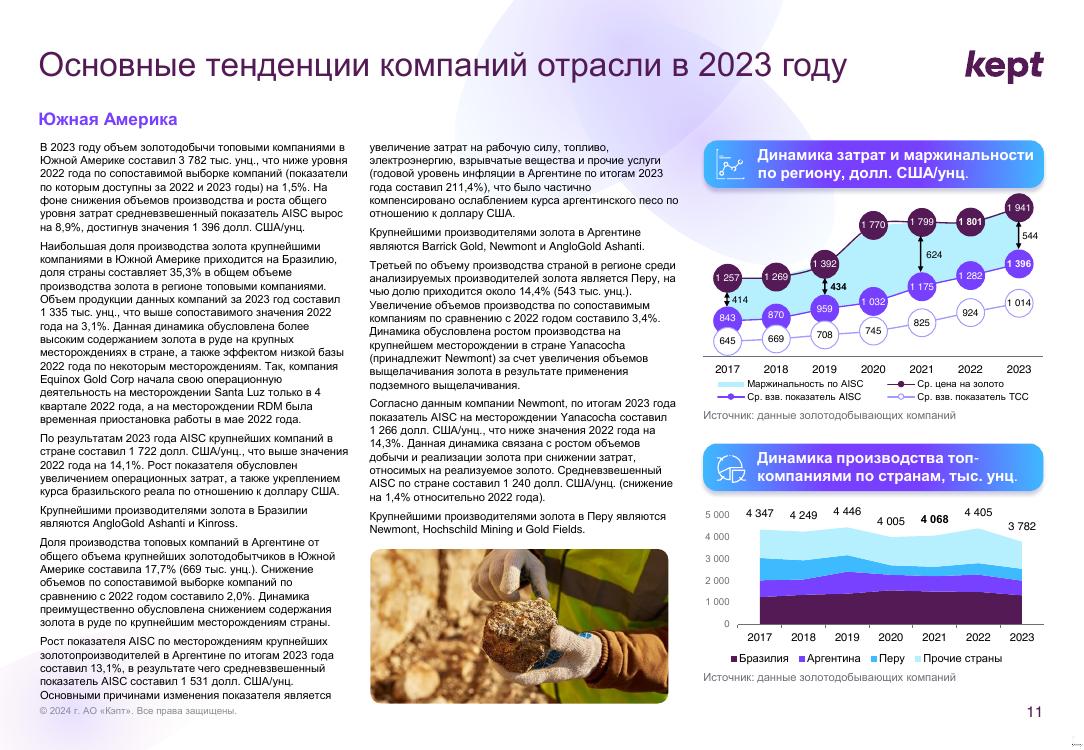 Основные тенденции компаний отрасли в 2023 году
kept
Южная Америка
В 2023 году объем золотодобычи топовыми компаниями в
Южной Америке составил 3 782 тыс. унц., что ниже уровня
2022 года по сопоставимой выборке компаний (показатели
по которым доступны за 2022 и 2023 годы) на 1,5%. На
фоне снижения объемов производства и роста общего
уровня затрат средневзвешенный показатель AISC вырос
на 8,9%, достигнув значения 1 396 долл. США/унц.
Наибольшая доля производства золота крупнейшими
компаниями в Южной Америке приходится на Бразилию,
доля страны составляет 35,3% в общем объеме
производства золота в регионе топовыми компаниями.
Объем продукции данных компаний за 2023 год составил
1 335 тыс. унц., что выше сопоставимого значения 2022
года на 3,1%. Данная динамика обусловлена более
высоким содержанием золота в руде на крупных
месторождениях в стране, а также эффектом низкой базы
2022 года по некоторым месторождениям. Так, компания
Equinox Gold Corp начала свою операционную
деятельность на месторождении Santa Luz только в 4
квартале 2022 года, а на месторождении RDM была
временная приостановка работы в мае 2022 года.
По результатам 2023 года AISC крупнейших компаний в
стране составил 1 722 долл. США/унц., что выше значения
2022 года на 14,1%. Рост показателя обусловлен
увеличением операционных затрат, а также укреплением
курса бразильского реала по отношению к доллару США.
Крупнейшими производителями золота в Бразилии
являются AngloGold Ashanti и Kinross.
Доля производства топовых компаний в Аргентине от
общего объема крупнейших золотодобытчиков в Южной
Америке составила 17,7% (669 тыс. унц.). Снижение
объемов по сопоставимой выборке компаний по
сравнению с 2022 годом составило 2,0%. Динамика
преимущественно обусловлена снижением содержания
золота в руде по крупнейшим месторождениям страны.
Рост показателя AISC по месторождениям крупнейших
золотопроизводителей в Аргентине по итогам 2023 года
составил 13,1%, в результате чего средневзвешенный
показатель AISC составил 1 531 долл. США/унц.
Основными причинами изменения показателя является
увеличение затрат на рабочую силу, топливо,
электроэнергию, взрывчатые вещества и прочие услуги
(годовой уровень инфляции в Аргентине по итогам 2023
года составил 211,4%), что было частично
компенсировано ослаблением курса аргентинского песо по
отношению к доллару США.
Крупнейшими производителями золота в Аргентине
являются Barrick Gold, Newmont и AngloGold Ashanti.
Третьей по объему производства страной в регионе среди
анализируемых производителей золота является Перу, на
чью долю приходится около 14,4% (543 тыс. унц.).
Увеличение объемов производства по сопоставимым
компаниям по сравнению с 2022 годом составило 3,4%.
Динамика обусловлена ростом производства на
крупнейшем месторождении в стране Yanacocha
(принадлежит Newmont) за счет увеличения объемов
выщелачивания золота в результате применения
подземного выщелачивания.
Согласно данным компании Newmont, по итогам 2023 года
показатель AISC на месторождении Yanacocha составил
1 266 долл. США/унц., что ниже значения 2022 года на
14,3%. Данная динамика связана с ростом объемов
добычи и реализации золота при снижении затрат,
относимых на реализуемое золото. Средневзвешенный
AISC по стране составил 1 240 долл. США/унц. (снижение
на 1,4% относительно 2022 года).
Крупнейшими производителями золота в Перу являются
Newmont, Hochschild Mining и Gold Fields.
Динамика затрат и маржинальности
по региону, долл. США/унц.
1 257 1 269 1 392 1 770 1 799 1 801 1 941
414 434 624 544
843 870 959 1 032 1 175 1 282 1 396
645 669 708 745 825 924 1 014
2017 2018 2019 2020 2021 2022 2023
Маржинальность по AISC Ср. цена на золото
Ср. взв. показатель AISC Ср. взв. показатель TCC
Источник: данные золотодобывающих компаний
Динамика производства топ-
компаниями по странам, тыс. унц.
4 347 4 249 4 446 4 005 4 068 4 405 3 782
5 000
4 000
3 000
2 000
1 000
0
2017 2018 2019 2020 2021 2022 2023
Бразилия Аргентина Перу Прочие страны
Источник: данные золотодобывающих компаний
© 2024 г. АО «Кэпт». Все права защищены.
11